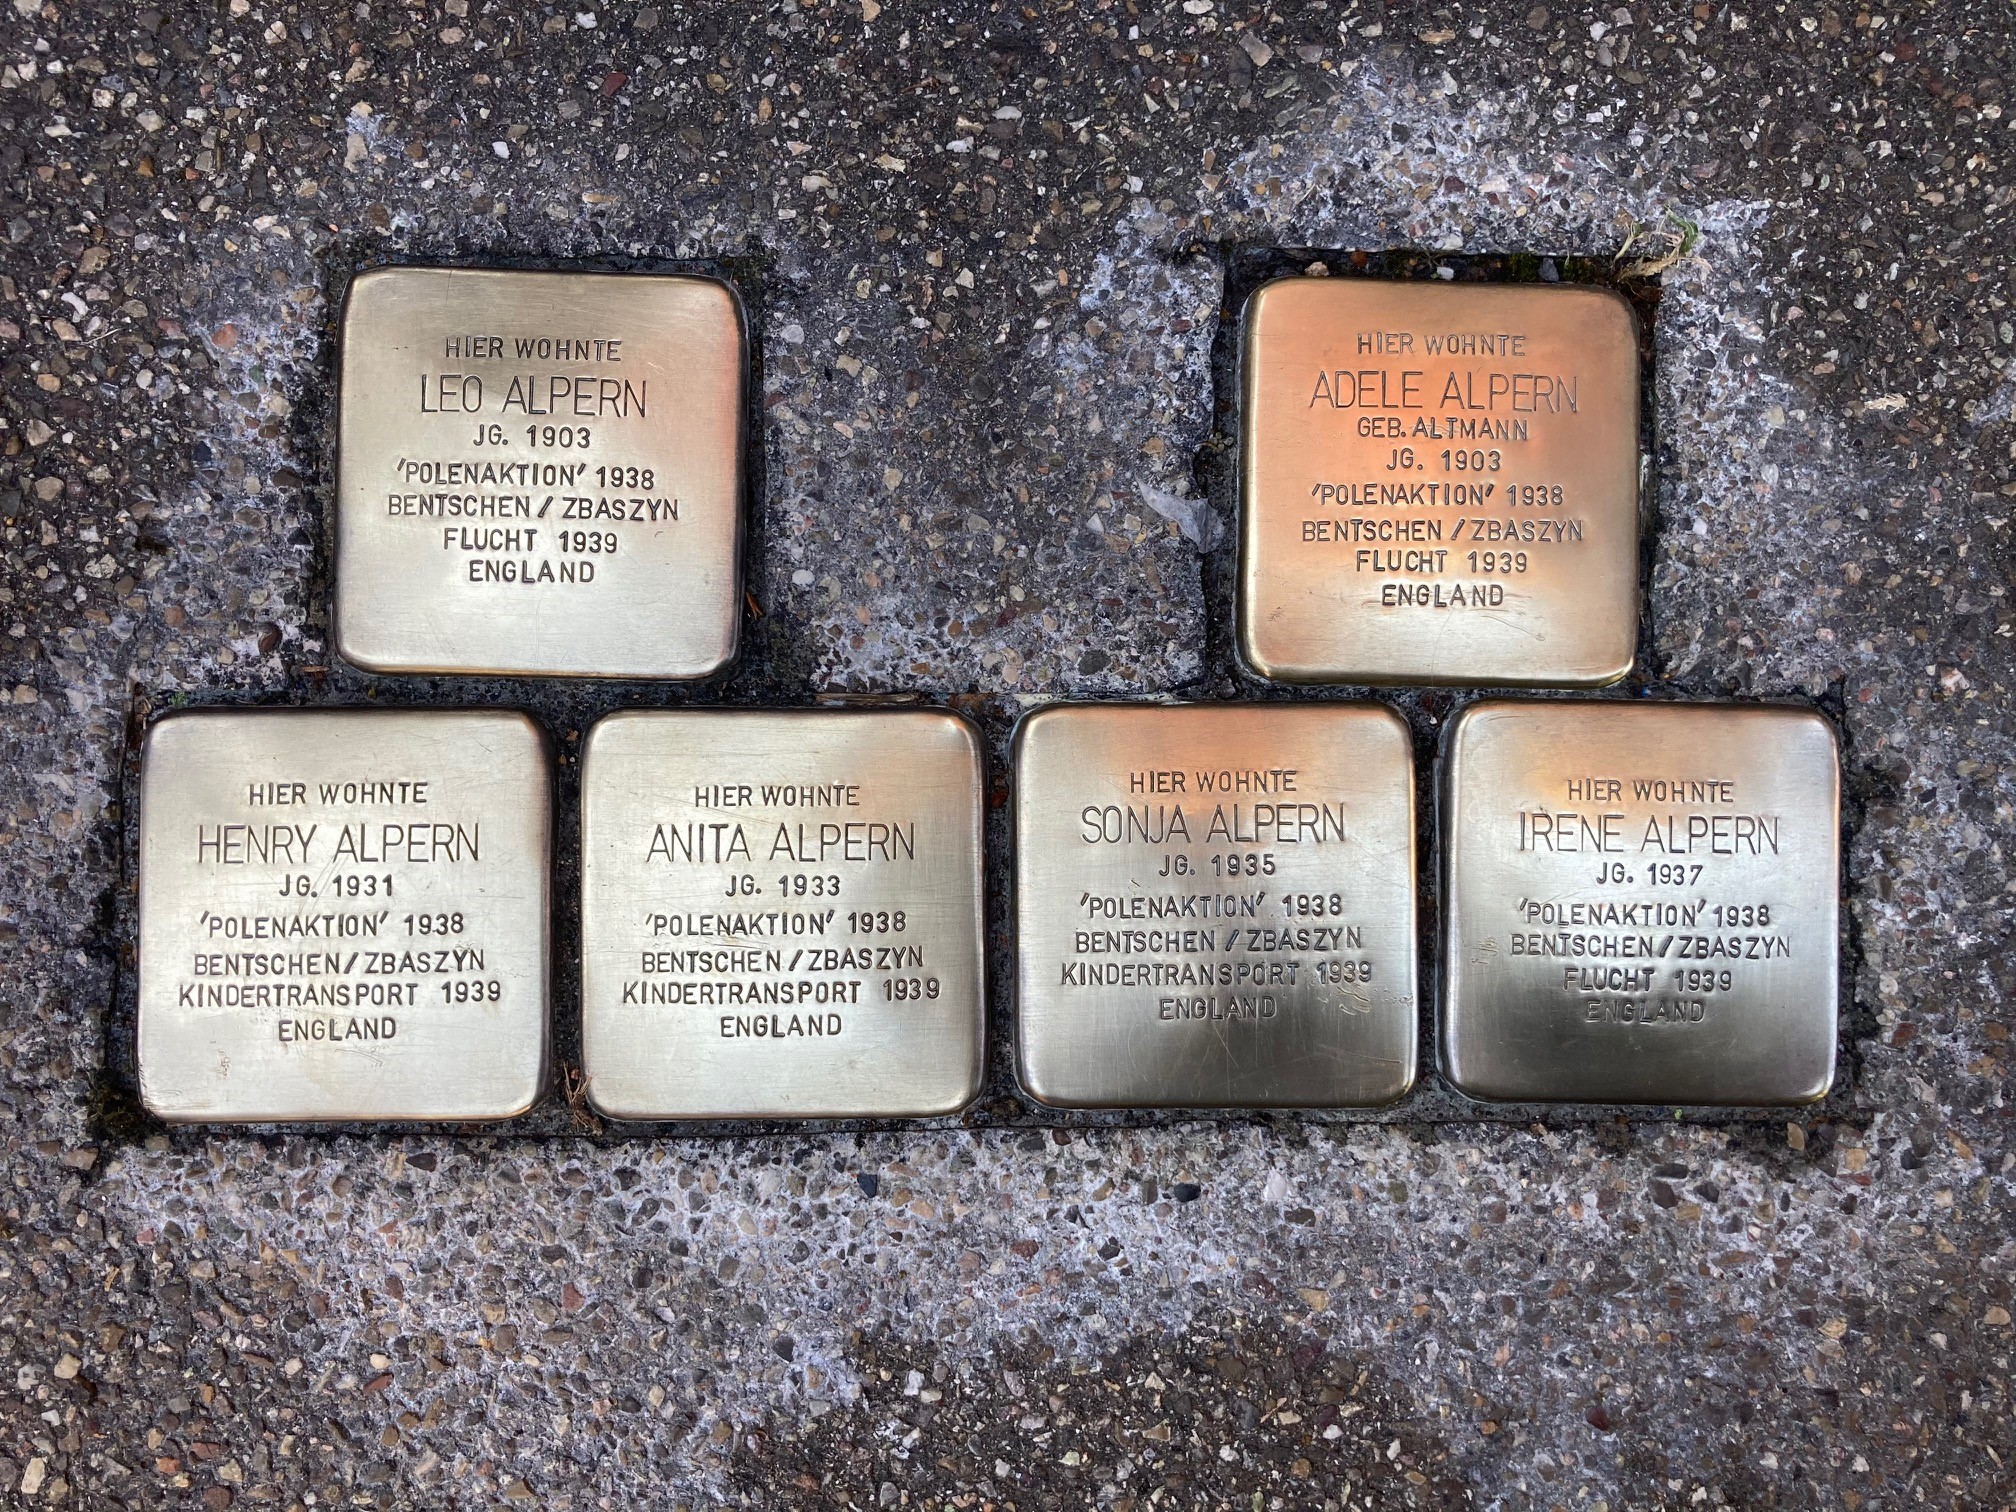 HIER WOHNTE
LEO ALPERN
JG. 1903
'POLENAKTION' 1938
BENTSCHEN / ZBASZYN
FLUCHT 1939
ENGLAND
HIER WOHNTE
ADELE ALPERN
GEB. ALTMANN
JG. 1903
'POLENAKTION' 1938
BENTSCHEN / ZBASZYN
FLUCHT 1939
ENGLAND
HIER WOHNTE
HENRY ALPERN
JG. 1931
'POLENAKTION' 1938
BENTSCHEN / ZBASZYN
KINDERTRANSPORT 1939
ENGLAND
HIER WOHNTE
ANITA ALPERN
JG. 1933
'POLENAKTION' 1938
BENTSCHEN / ZBASZYN
KINDERTRANSPORT 1939
ENGLAND
HIER WOHNTE
SONJA ALPERN
JG. 1935
'POLENAKTION' 1938
BENTSCHEN / ZBASZYN
KINDERTRANSPORT 1939
ENGLAND
HIER WOHNTE
IRENE ALPERN
JG. 1937
'POLENAKTION' 1938
BENTSCHEN / ZBASZYN
FLUCHT 1939
ENGLAND